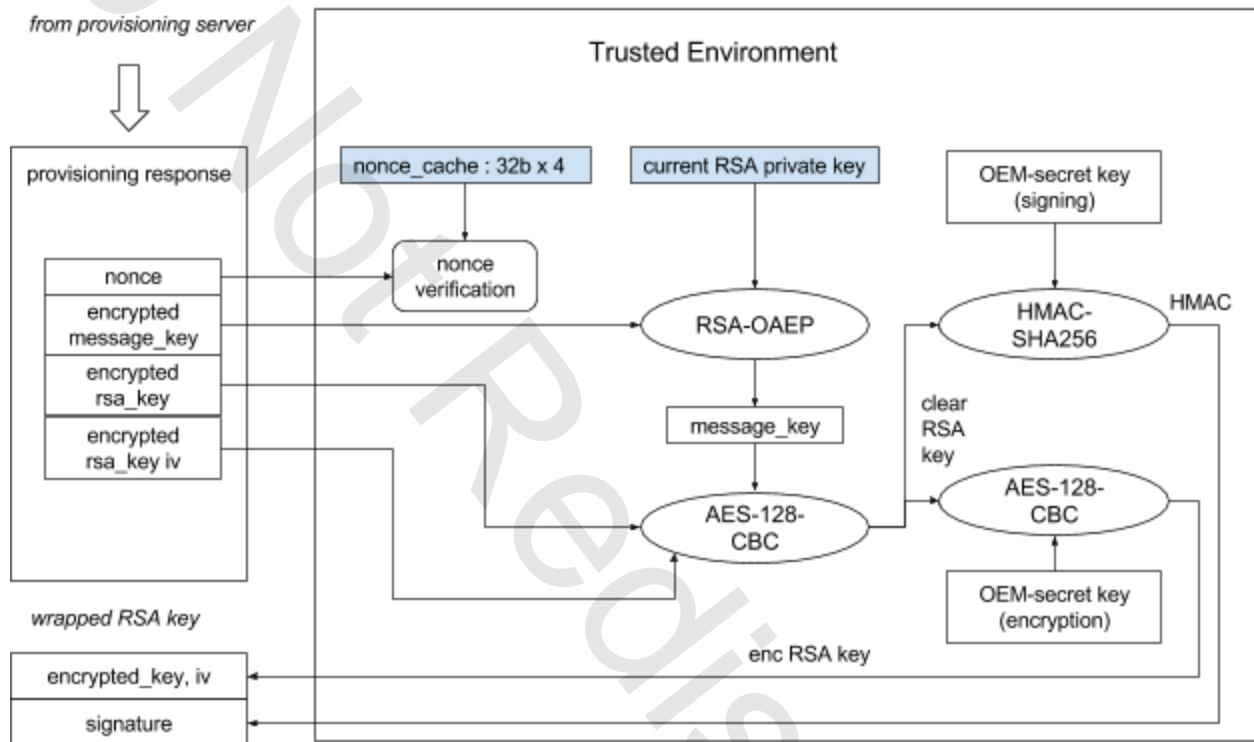 from provisioning server
Trusted Environment
provisioning response
nonce_cache : 32b x 4
current RSA private key
OEM-secret key
(signing)
nonce
encrypted
message_key
encrypted
rsa_key
encrypted
rsa_key iv
nonce
verification
RSA-OAEP
HMAC-
SHA256
HMAC
message_key
clear
RSA
key
AES-128-
CBC
AES-128-
CBC
OEM-secret key
(encryption)
wrapped RSA key
enc RSA key
encrypted_key, iv
signature
Not Redis